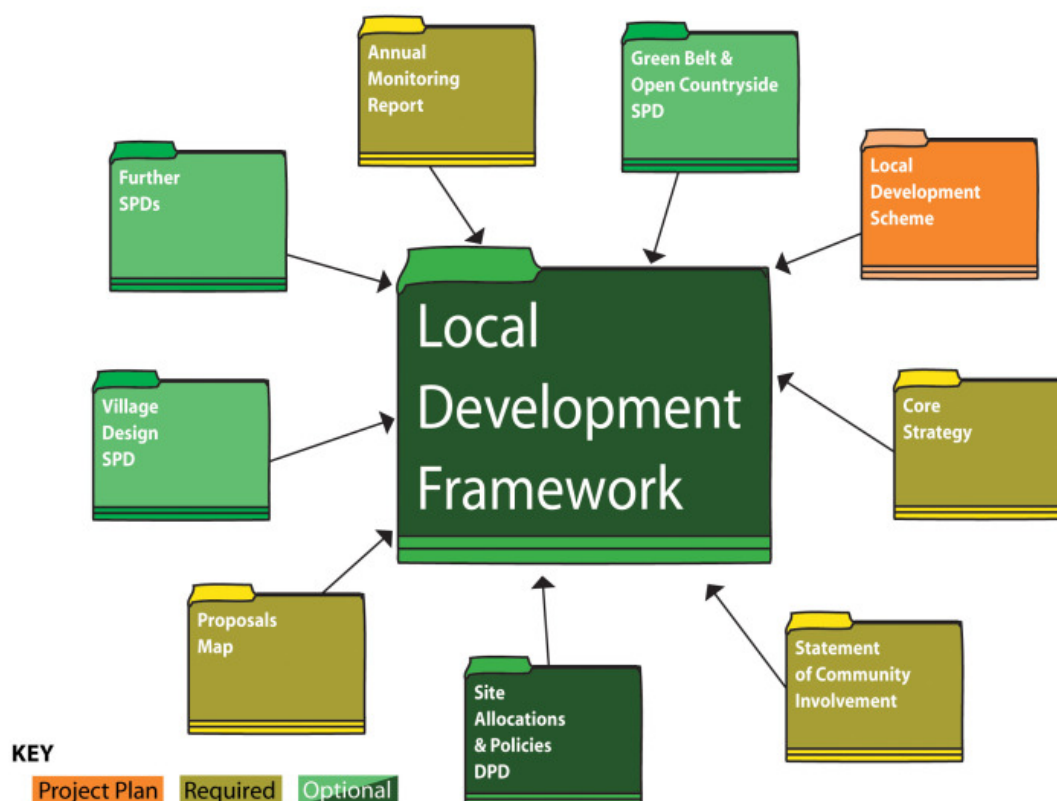 Annual
Monitoring
Report
Green Belt &
Open Countryside
SPD
Further
SPDs
Local
Development
Scheme
Local
Development
Framework
Village
Design
SPD
Core
Strategy
Proposals
Map
Site
Allocations
& Policies
DPD
Statement
of Community
Involvement
KEY
Project Plan
Required
Optional